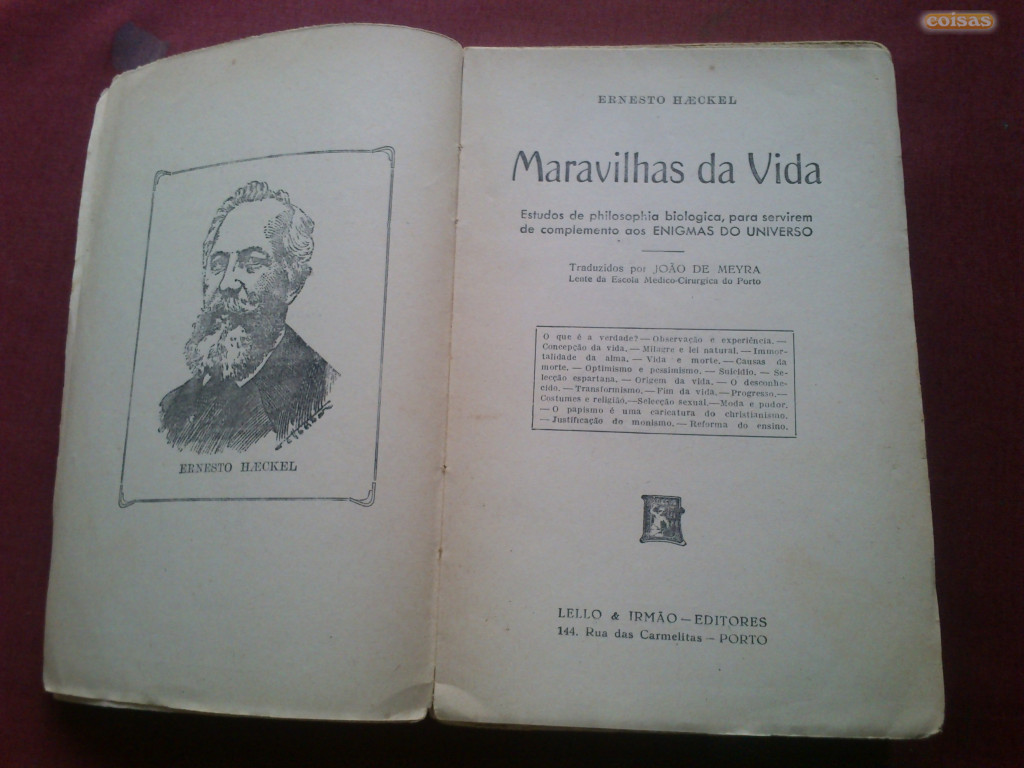 coisas
ERNESTO HÆCKEL
ERNESTO HÆCKEL
Maravilhas da Vida
Estudos de philosophia biologica, para servirem
de complemento aos ENIGMAS DO UNIVERSO
Traduzidos por JOÃO DE MEYRA
Lente da Escola Medico-Cirurgica do Porto
O que é a verdade? — Observação e experiência. —
Concepção da vida. — Milagre e lei natural. — Immor-
talidade da alma. — Vida e morte. — Causas da
morte. — Optimismo e pessimismo. — Suicidio. — Se-
lecção espartana. — Origem da vida. — O desconhe-
cido. — Transformismo. — Fim da vida. — Progresso. —
Costumes e religião. — Selecção sexual. — Moda e pudor.
— O papismo é uma caricatura do christianismo.
— Justificação do monismo. — Reforma do ensino.
LELLO & IRMÃO — EDITORES
144, Rua das Carmelitas — PORTO